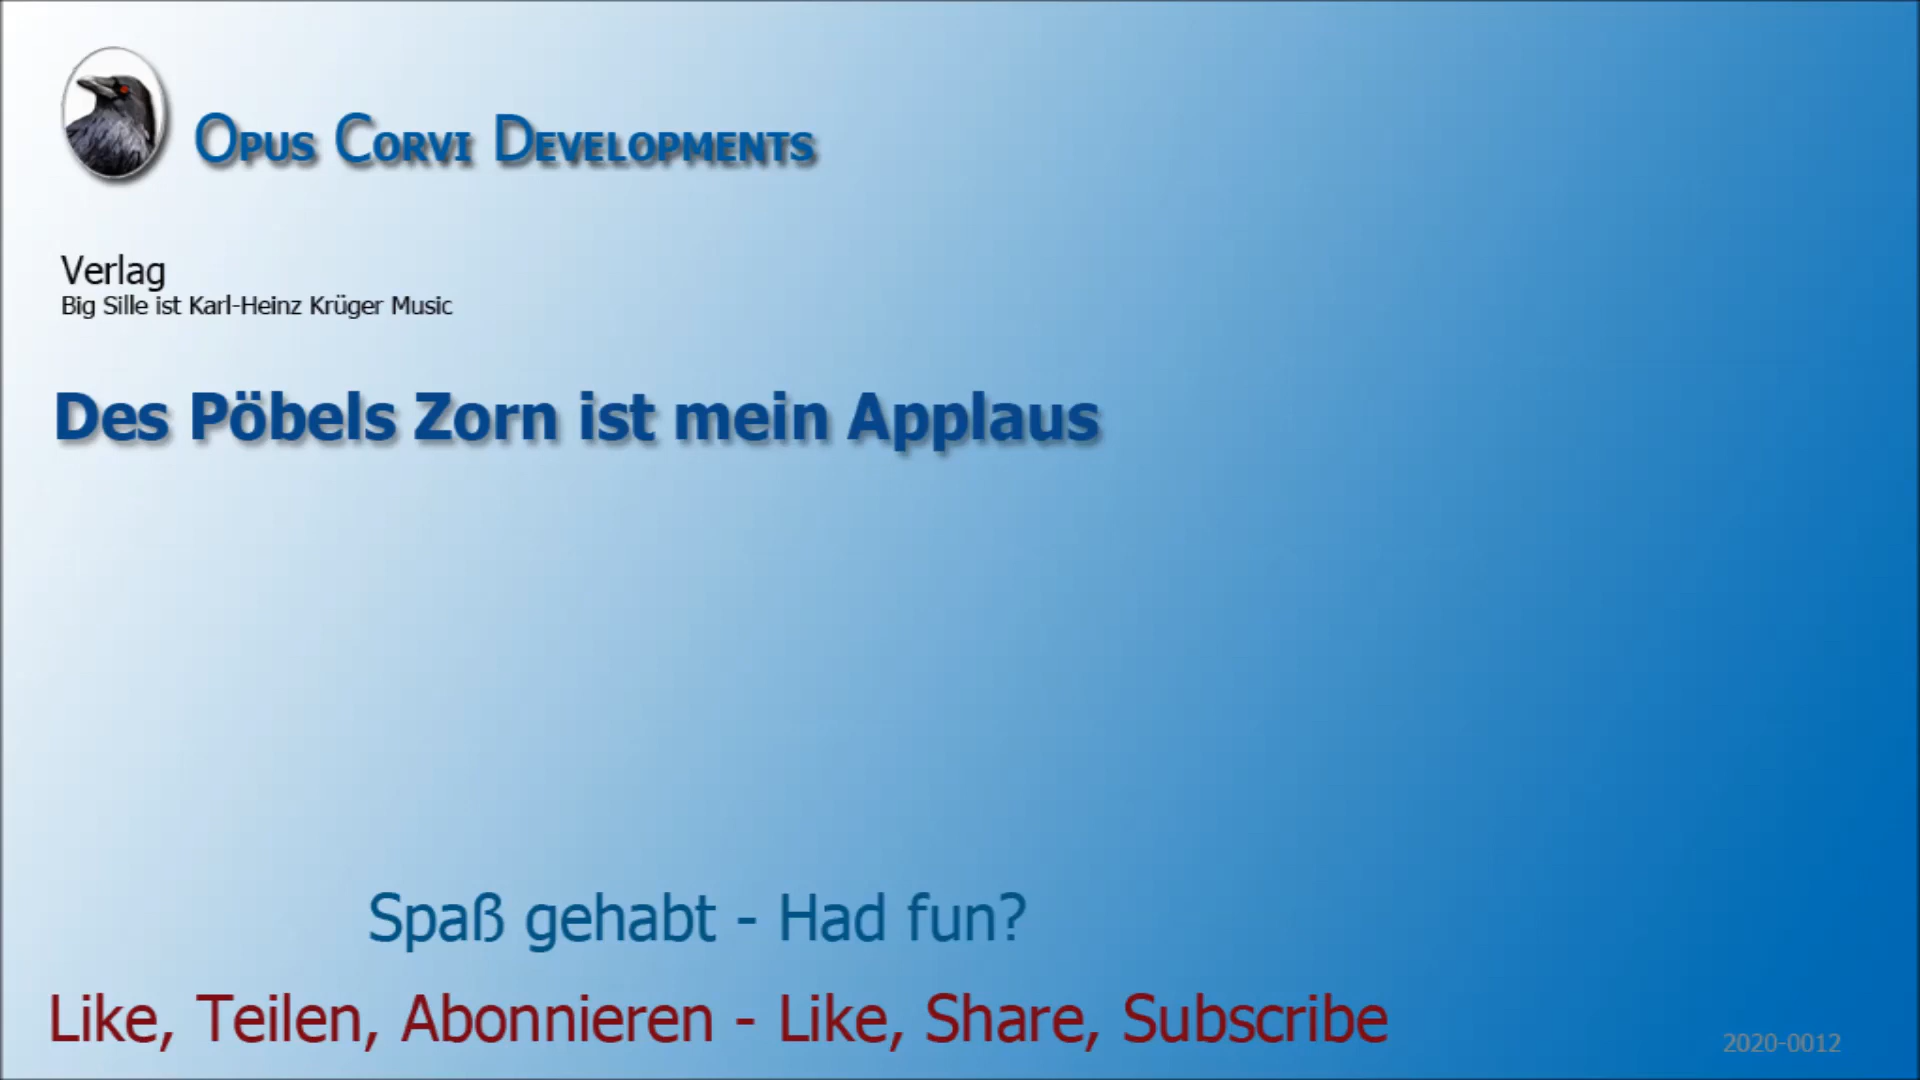 Opus Corvi Developments
Verlag
Big Sille ist Karl-Heinz Krüger Music
Des Pöbels Zorn ist mein Applaus
Spaß gehabt - Had fun?
Like, Teilen, Abonnieren - Like, Share, Subscribe
2020-0012